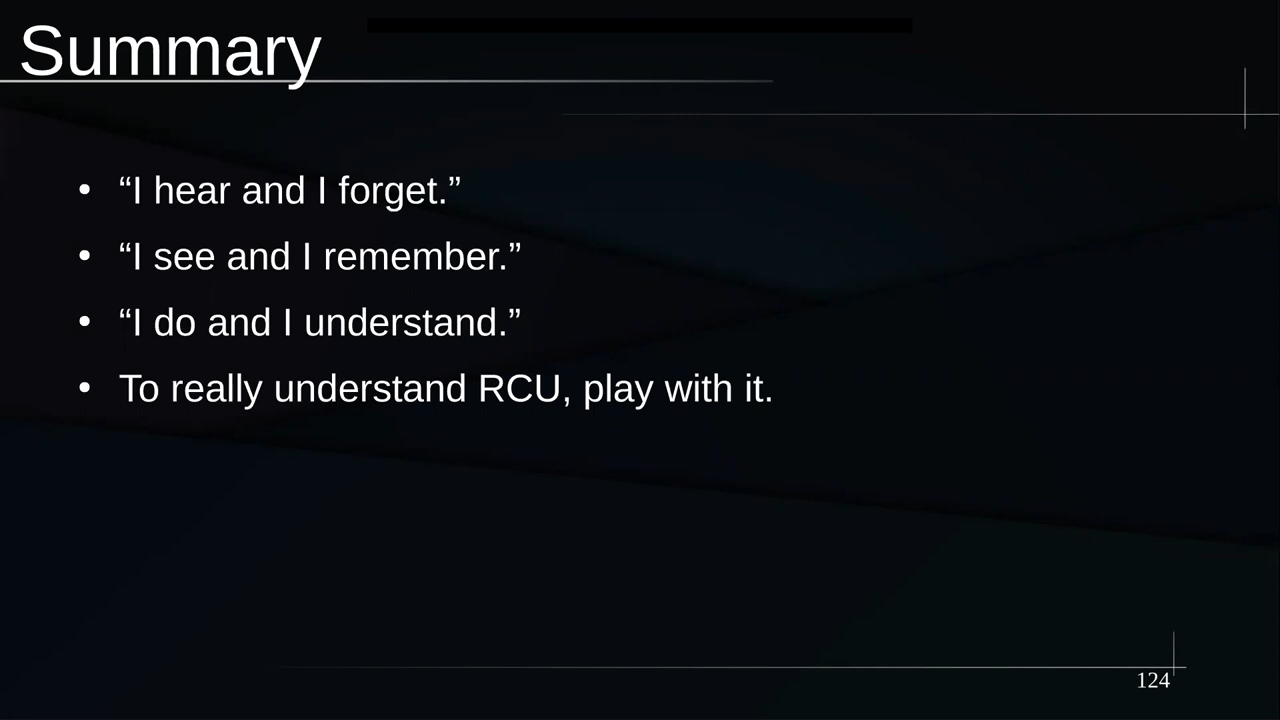 Summary
• “I hear and I forget.”
• “I see and I remember.”
• “I do and I understand.”
• To really understand RCU, play with it.
124